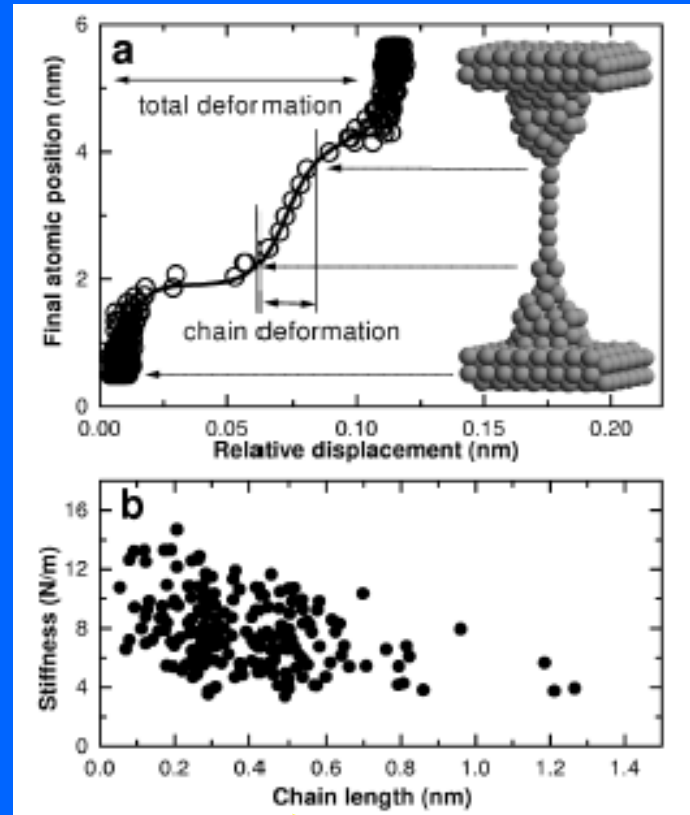 a
6
4
2
0
Final atomic position (nm)
total deformation
chain deformation
0.00 0.05 0.10 0.15 0.20
Relative displacement (nm)
b
16
12
8
4
0
Stiffness (N/m)
0.0 0.2 0.4 0.6 0.8 1.0 1.2 1.4
Chain length (nm)